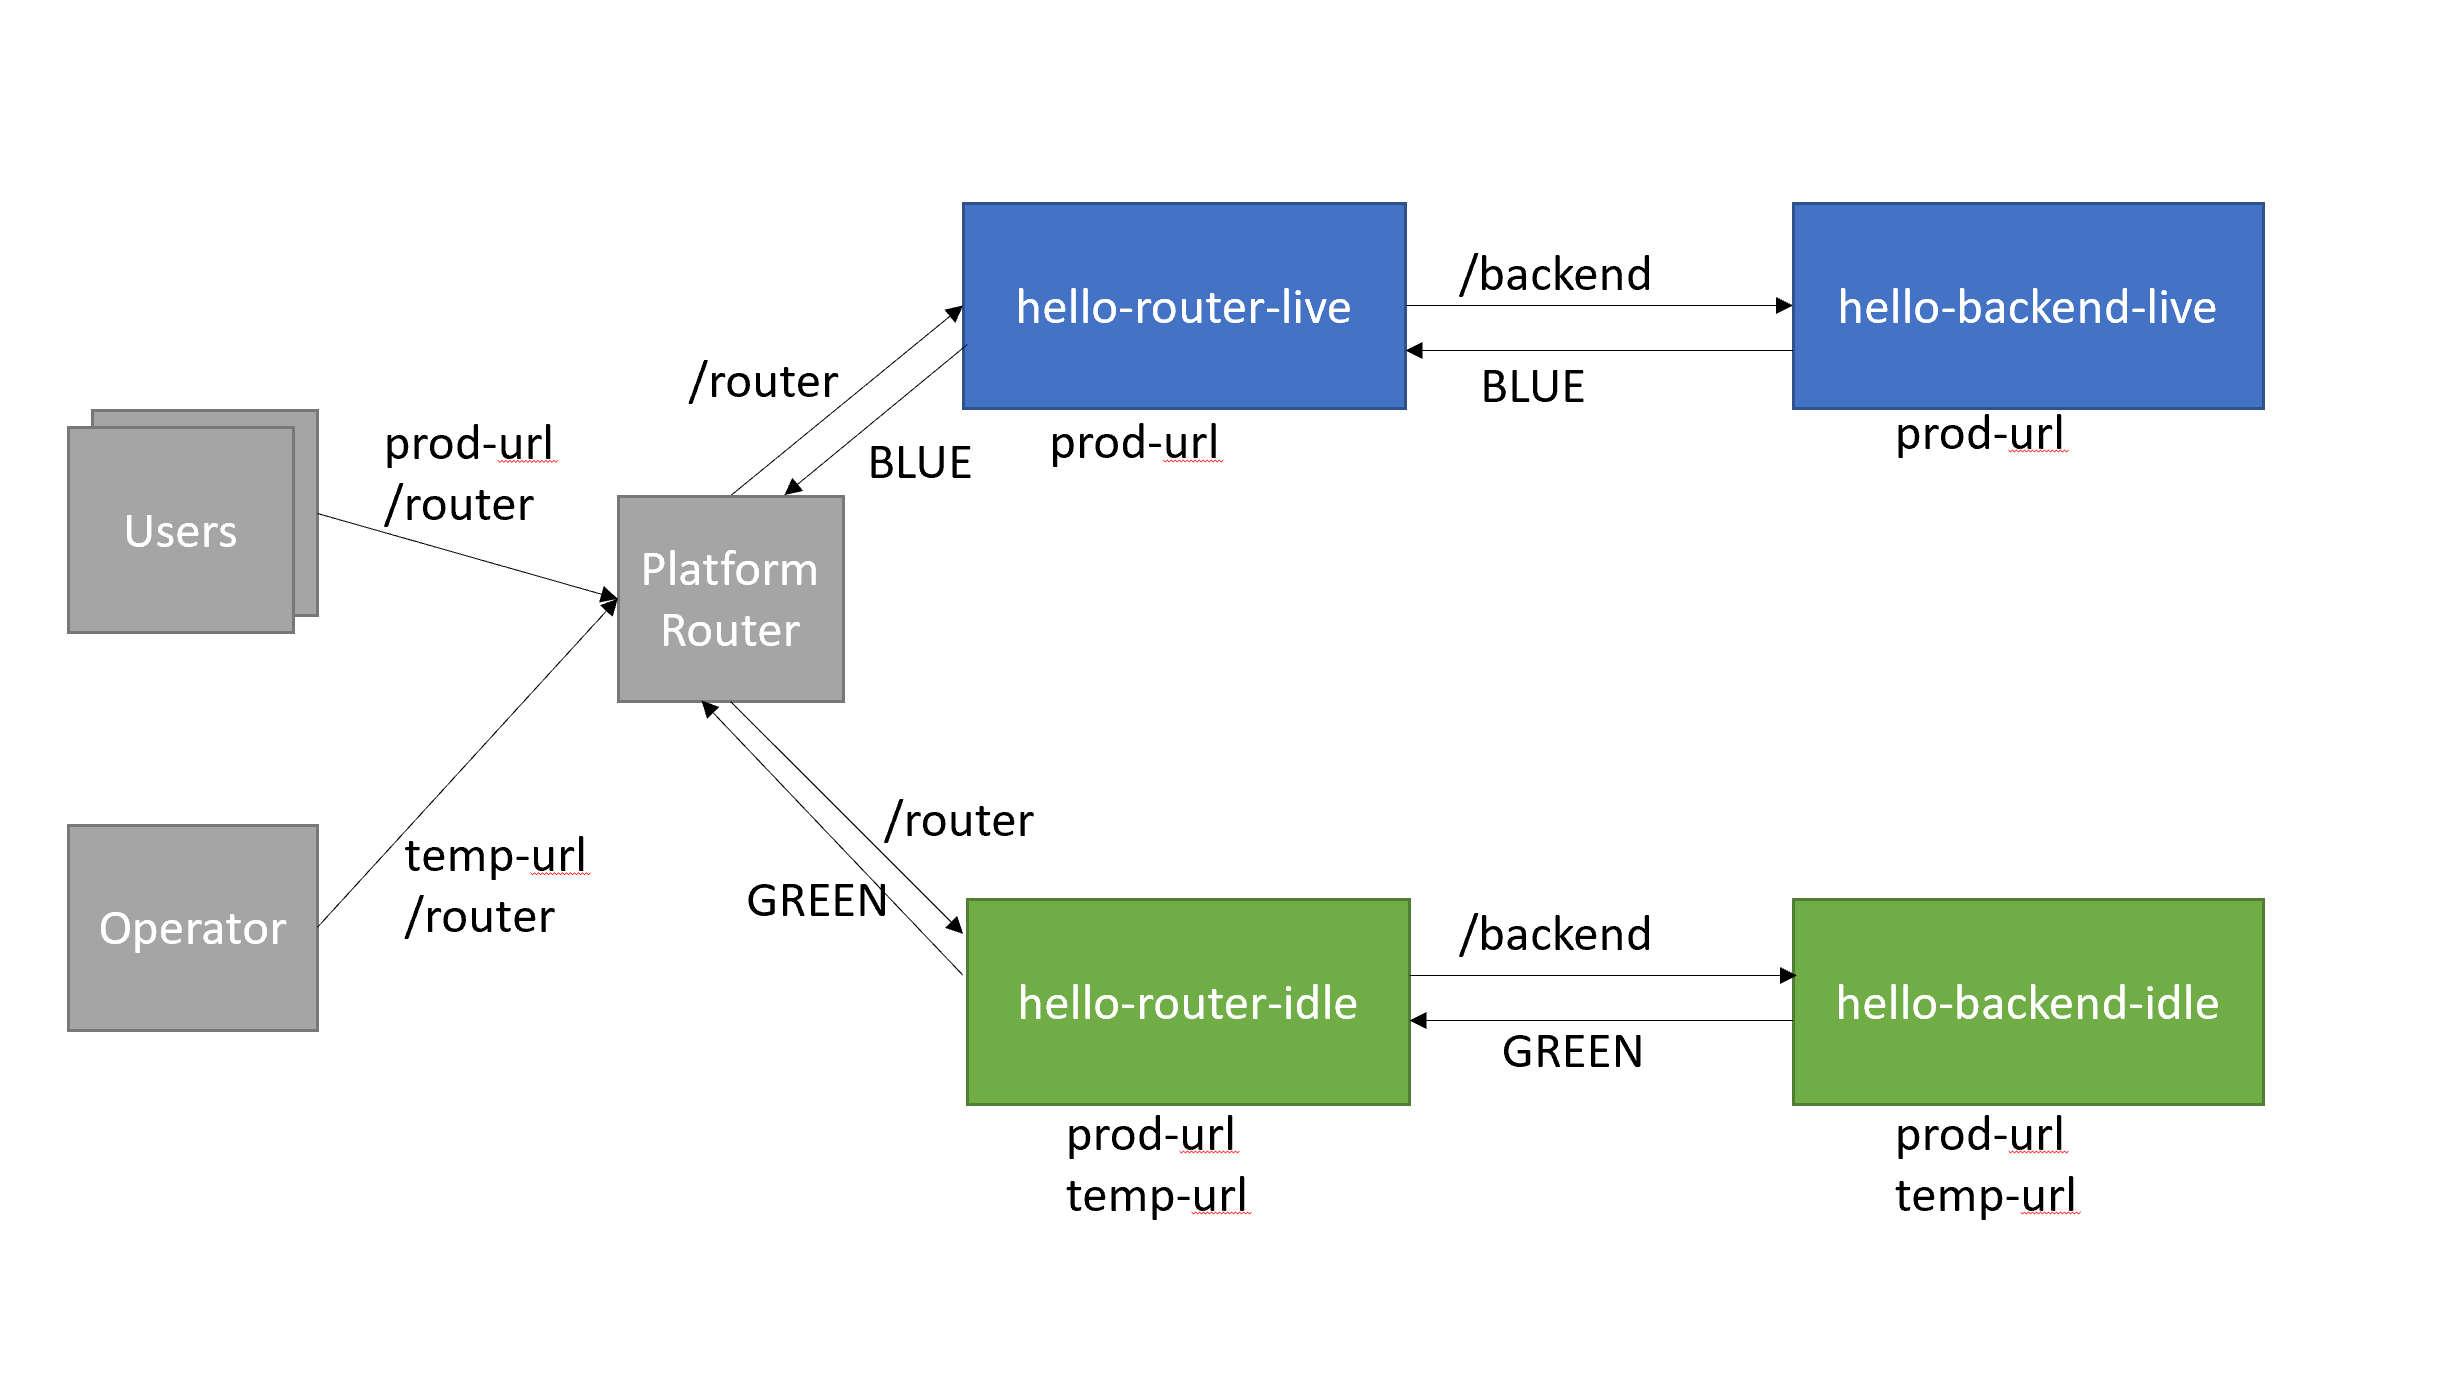 hello-router-live
/backend
hello-backend-live
BLUE
prod-url
prod-url
/router
BLUE
Users
prod-url
/router
Platform
Router
Operator
temp-url
/router
/router
GREEN
hello-router-idle
/backend
hello-backend-idle
GREEN
prod-url
temp-url
prod-url
temp-url